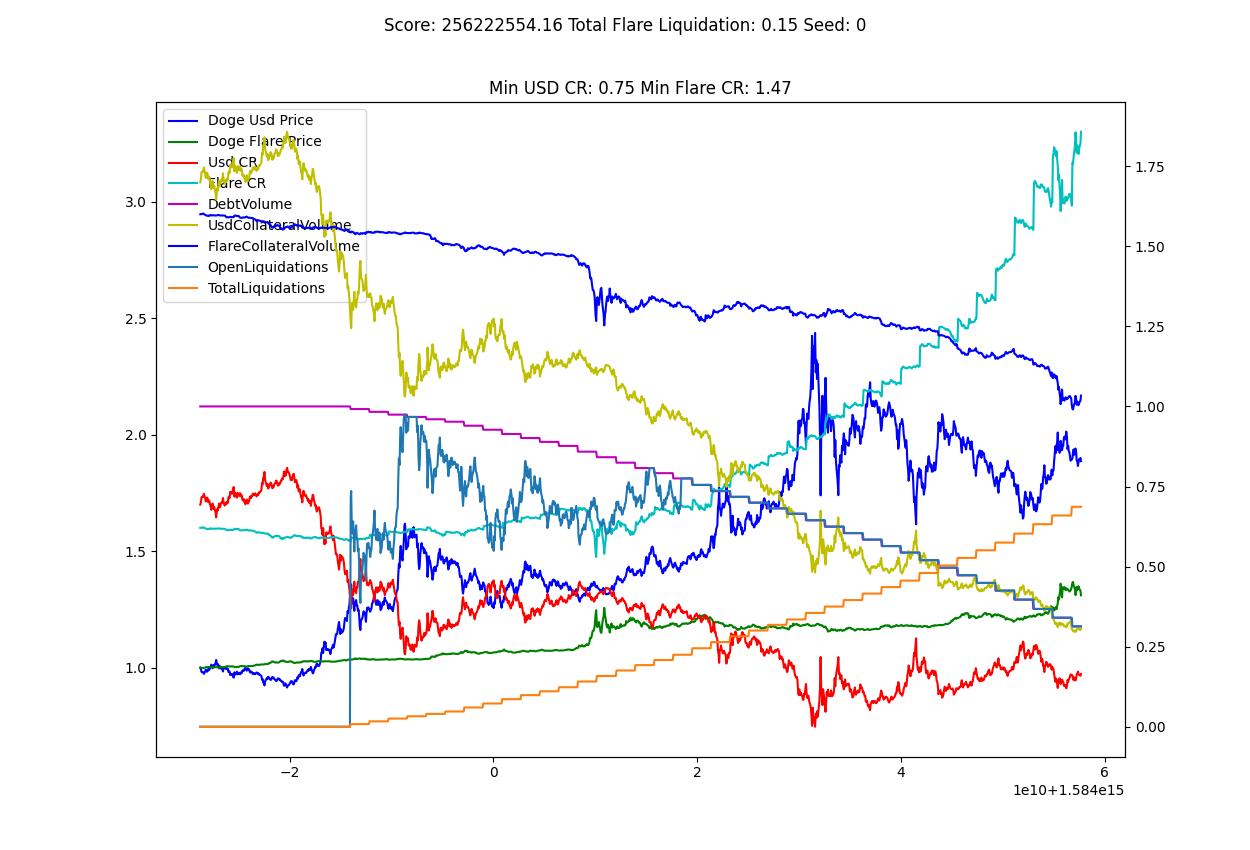 Score: 256222554.16 Total Flare Liquidation: 0.15 Seed: 0
Min USD CR: 0.75 Min Flare CR: 1.47
Doge Usd Price
Doge Flare Price
Usd CR
Flare CR
DebtVolume
UsdCollateralVolume
FlareCollateralVolume
OpenLiquidations
TotalLiquidations
3.0
2.5
2.0
1.5
1.0
1.75
1.50
1.25
1.00
0.75
0.50
0.25
0.00
−2 0 2 4 6
1e10+1.584e15